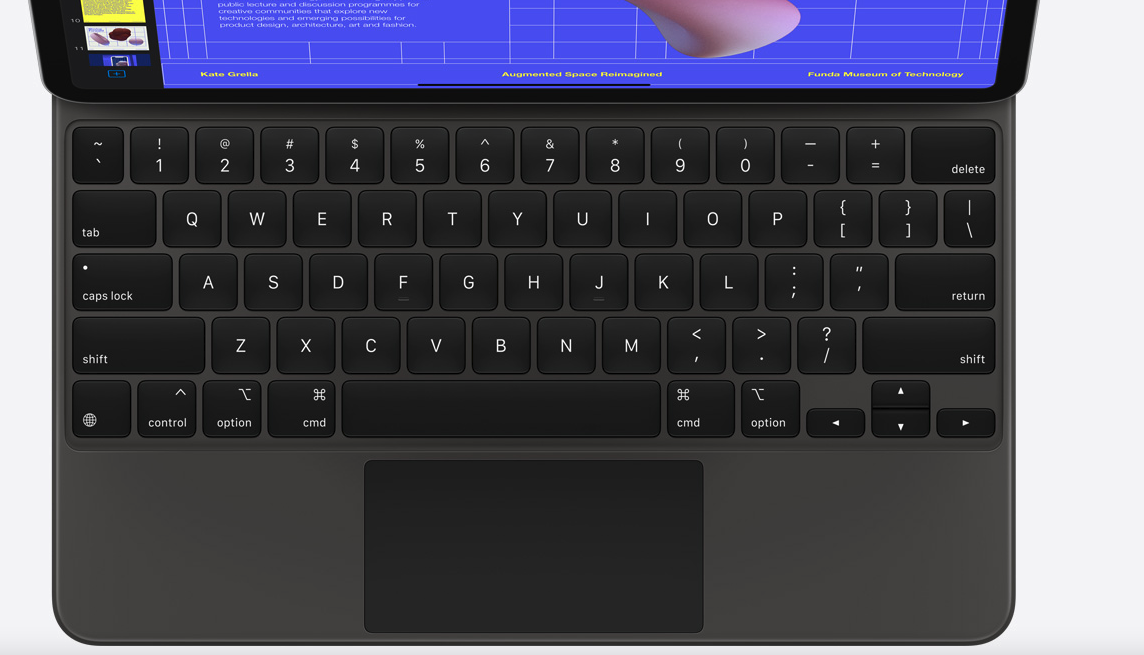 public lecture and discussion programmes for
creative communities that explore new
technologies and emerging possibilities for
product design, architecture, art and fashion.
10
11
Kate Grella
Augmented Space Reimagined
Funda Museum of Technology
~ ! @ # $ % ^ & * ( ) — +
` 1 2 3 4 5 6 7 8 9 0 - = delete
{ } |
tab Q W E R T Y U I O P [ ] \
: "
caps lock A S D F G H J K L ; ' return
< > ?
shift Z X C V B N M , . / shift
^ ⌥ ⌘ ⌘ ⌥ ▲
control option cmd cmd option ◄ ▼ ►